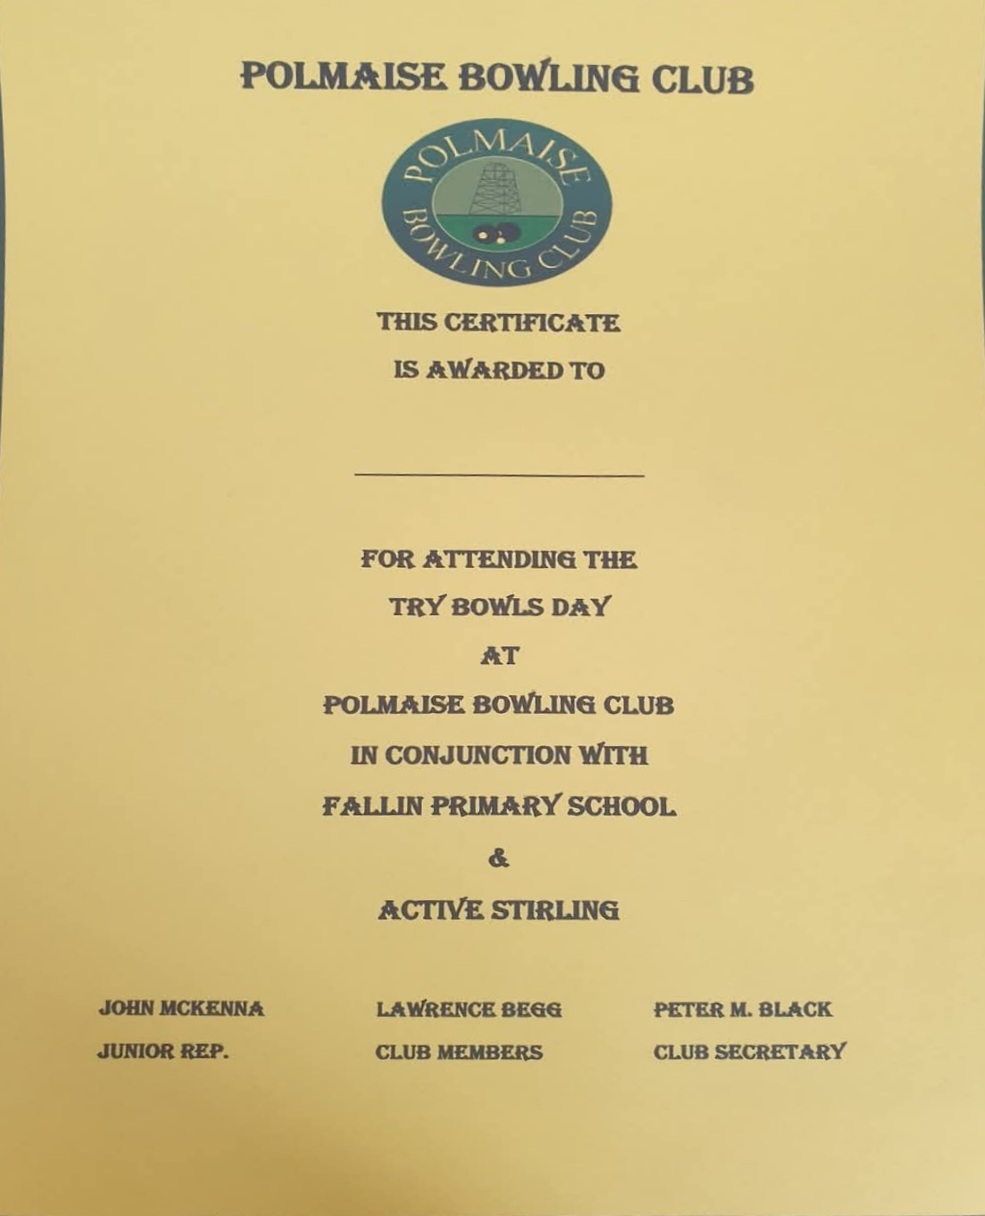 POLMAISE BOWLING CLUB
POLMAISE
BOWLING CLUB
THIS CERTIFICATE
IS AWARDED TO
FOR ATTENDING THE
TRY BOWLS DAY
AT
POLMAISE BOWLING CLUB
IN CONJUNCTION WITH
FALLIN PRIMARY SCHOOL
&
ACTIVE STIRLING
JOHN MCKENNA LAWRENCE BEGG PETER M. BLACK
JUNIOR REP. CLUB MEMBERS CLUB SECRETARY